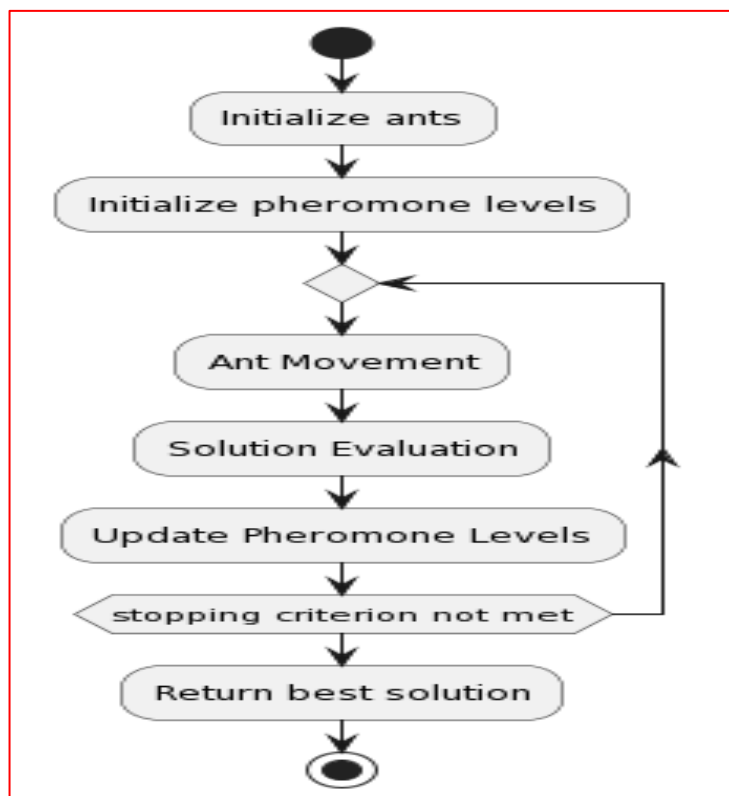 Initialize ants
Initialize pheromone levels
Ant Movement
Solution Evaluation
Update Pheromone Levels
stopping criterion not met
Return best solution